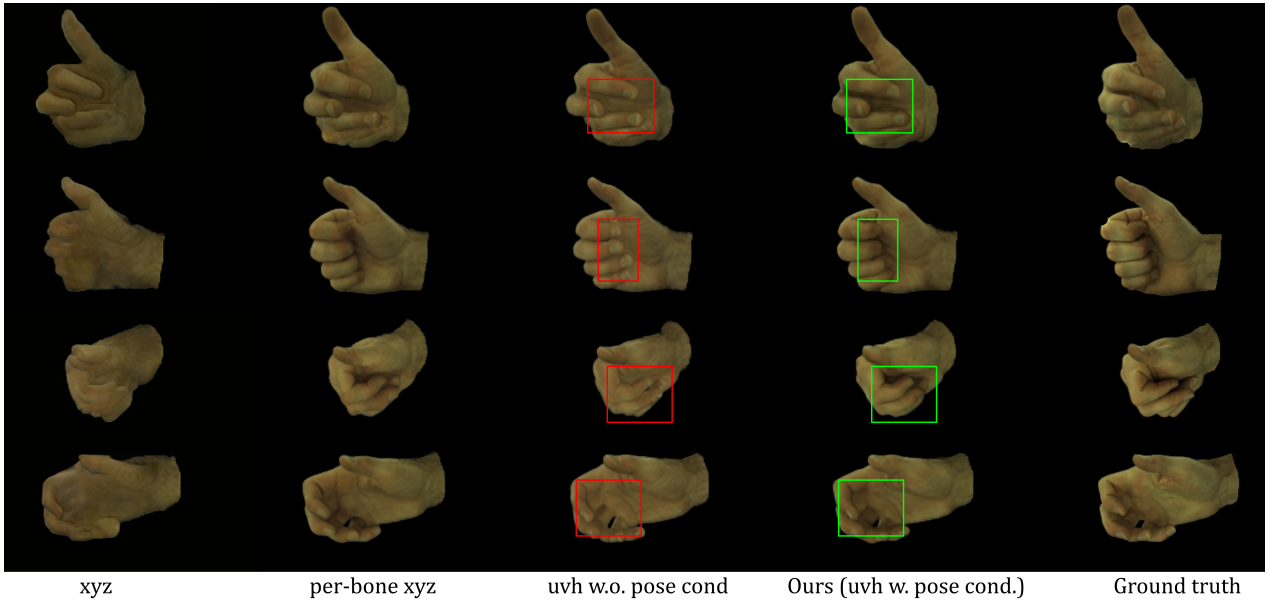 xyz
per-bone xyz
uvh w.o. pose cond
Ours (uvh w. pose cond.)
Ground truth